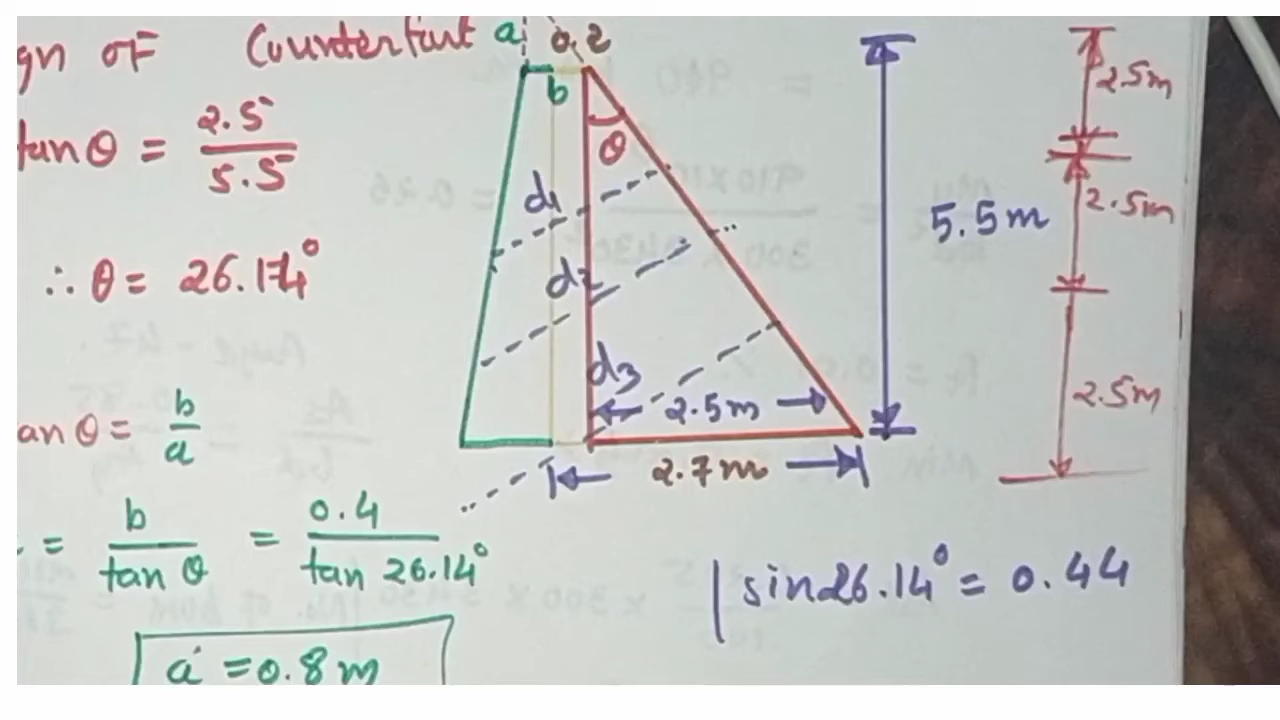 gn of Counterfort a 0.2
b
tanθ = 2.5 / 5.5
θ
2.5m
2.5m
5.5m
d1
∴ θ = 26.14°
d2
d3
2.5m
2.5m
anθ = b / a
2.7m
= b / tan θ = 0.4 / tan 26.14°
sin26.14° = 0.44
a = 0.8m